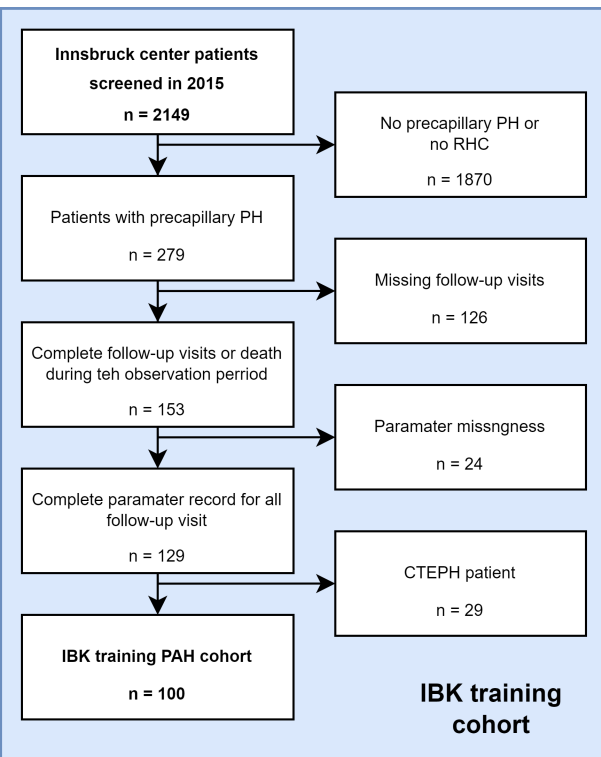 Innsbruck center patients
screened in 2015
n = 2149
No precapillary PH or
no RHC
n = 1870
Patients with precapillary PH
n = 279
Missing follow-up visits
n = 126
Complete follow-up visits or death
during teh observation perriod
n = 153
Paramater missngness
n = 24
Complete paramater record for all
follow-up visit
n = 129
CTEPH patient
n = 29
IBK training PAH cohort
n = 100
IBK training
cohort